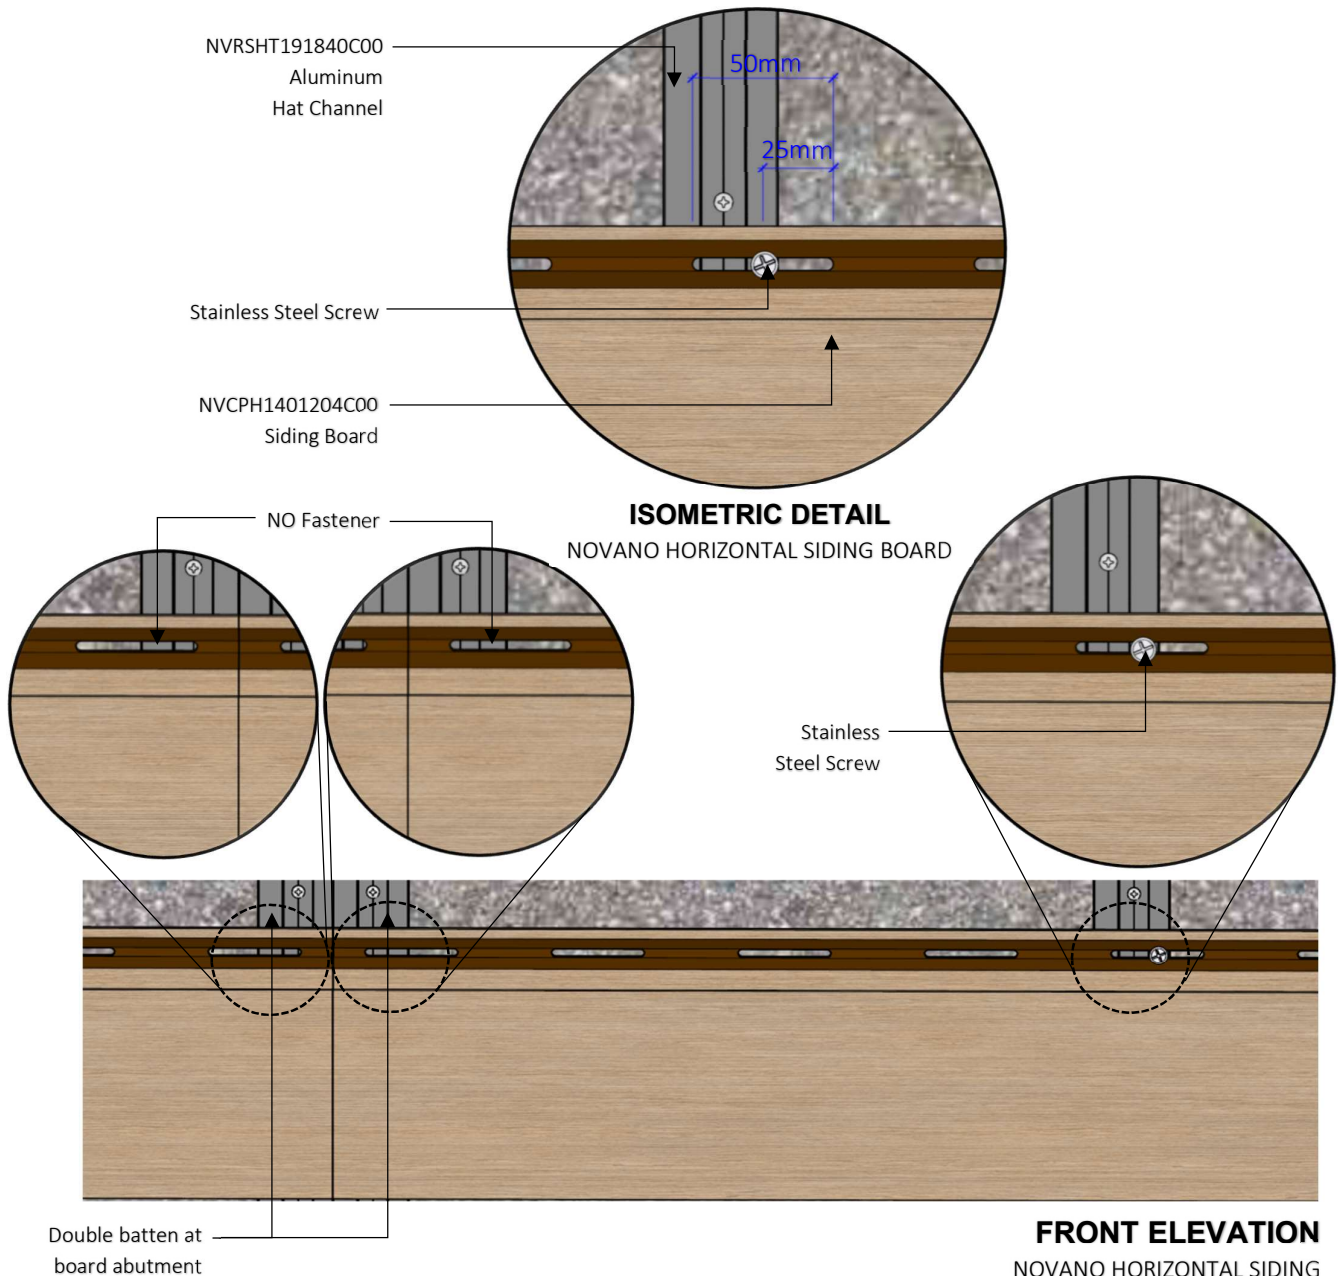 NVRSHT191840C00
Aluminum
Hat Channel
50mm
25mm
Stainless Steel Screw
NVCPH1401204C00
Siding Board
ISOMETRIC DETAIL
NOVANO HORIZONTAL SIDING BOARD
NO Fastener
Stainless
Steel Screw
Double batten at
board abutment
FRONT ELEVATION
NOVANO HORIZONTAL SIDING